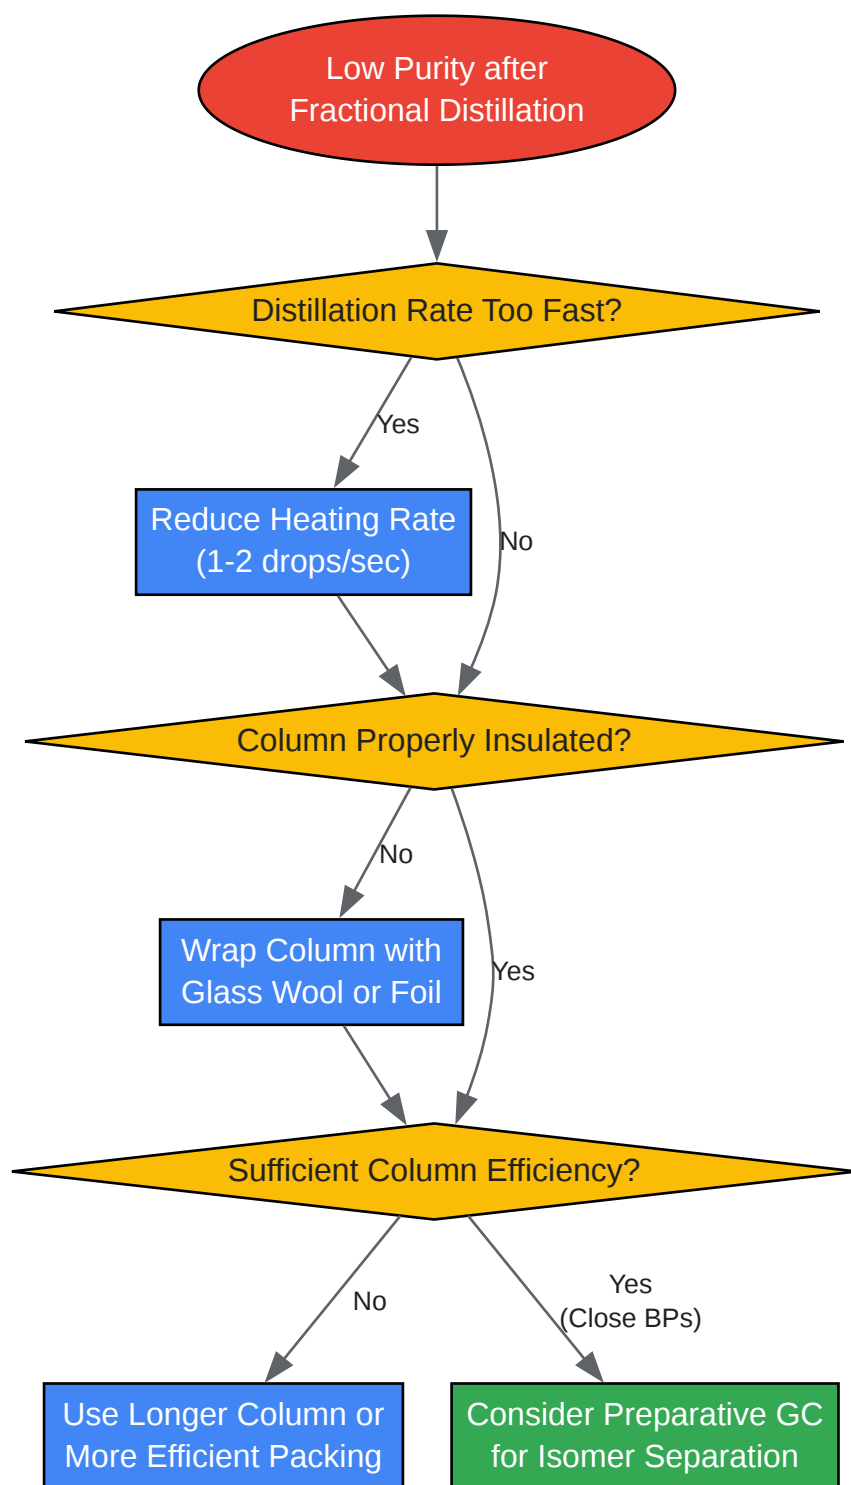 Low Purity after
Fractional Distillation
Distillation Rate Too Fast?
Yes
Reduce Heating Rate
(1-2 drops/sec)
No
Column Properly Insulated?
No
Wrap Column with
Glass Wool or Foil
Yes
Sufficient Column Efficiency?
No
Yes
(Close BPs)
Use Longer Column or
More Efficient Packing
Consider Preparative GC
for Isomer Separation